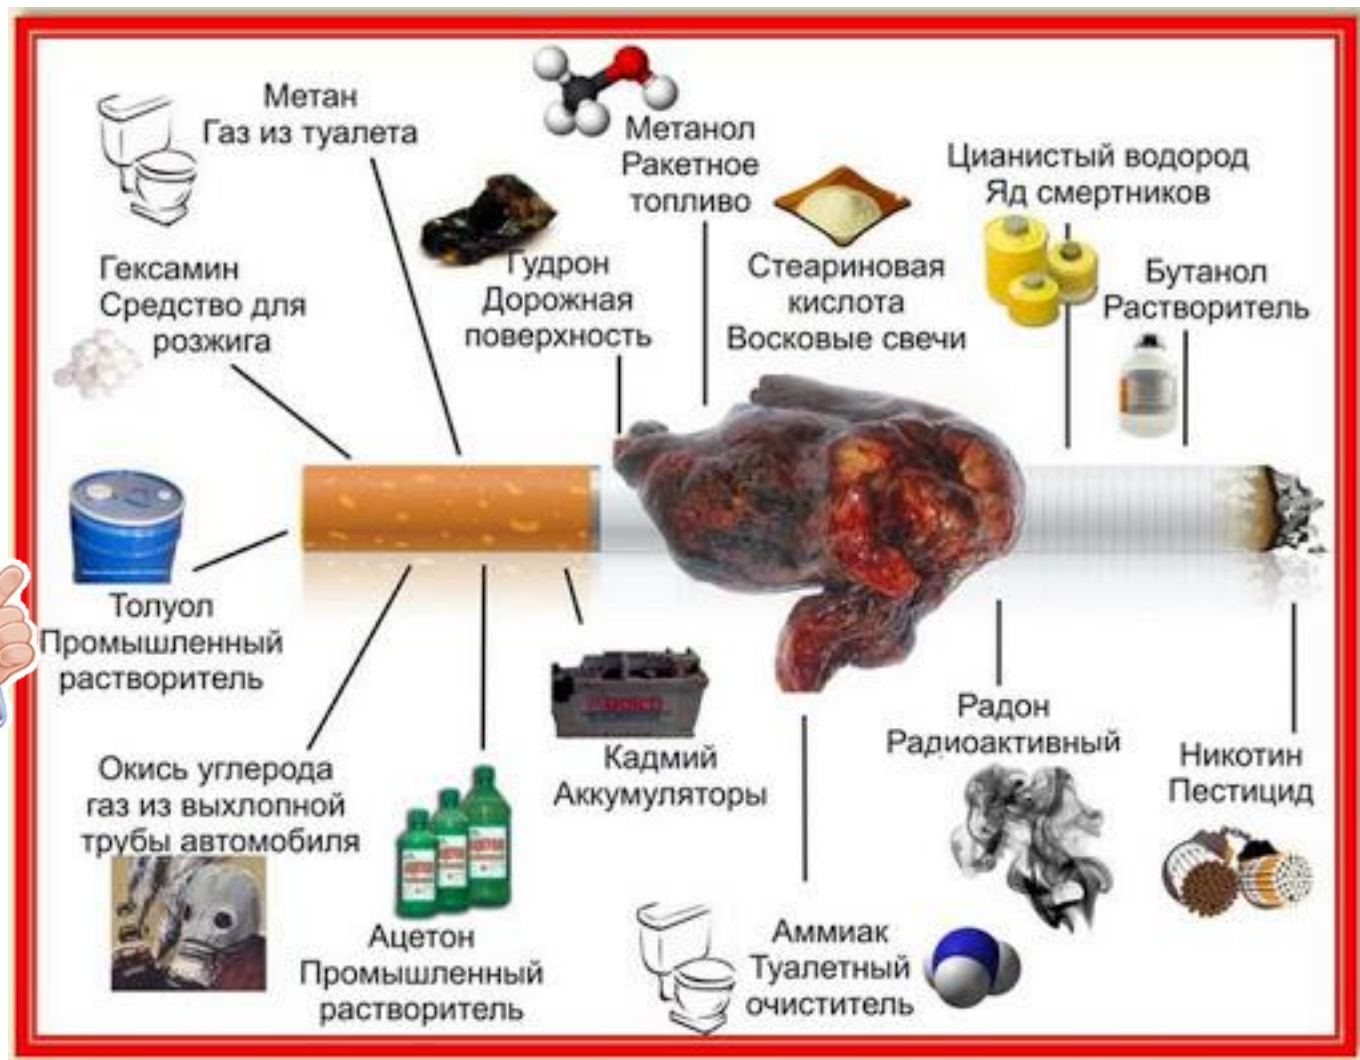 Метан
Газ из туалета
Метанол
Ракетное
топливо
Цианистый водород
Яд смертников
Гексамин
Средство для
розжига
Гудрон
Дорожная
поверхность
Стеариновая
кислота
Восковые свечи
Бутанол
Растворитель
Толуол
Промышленный
растворитель
Окись углерода
газ из выхлопной
трубы автомобиля
Ацетон
Промышленный
растворитель
Кадмий
Аккумуляторы
Аммиак
Туалетный
очиститель
Радон
Радиоактивный
Никотин
Пестицид